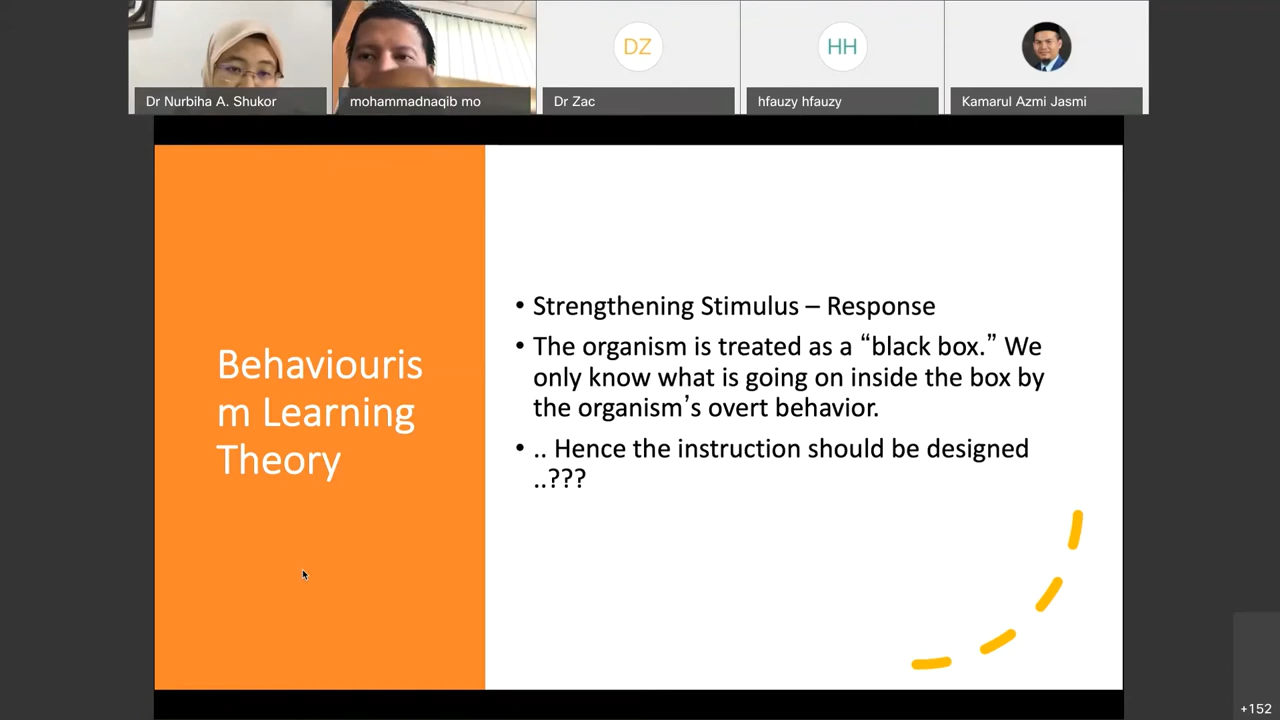 DZ
HH
Dr Nurbiha A. Shukor
mohammadnaqib mo
Dr Zac
hfauzy hfauzy
Kamarul Azmi Jasmi
Behaviouris
m Learning
Theory
• Strengthening Stimulus – Response
• The organism is treated as a “black box.” We
only know what is going on inside the box by
the organism’s overt behavior.
• .. Hence the instruction should be designed
..???
+152